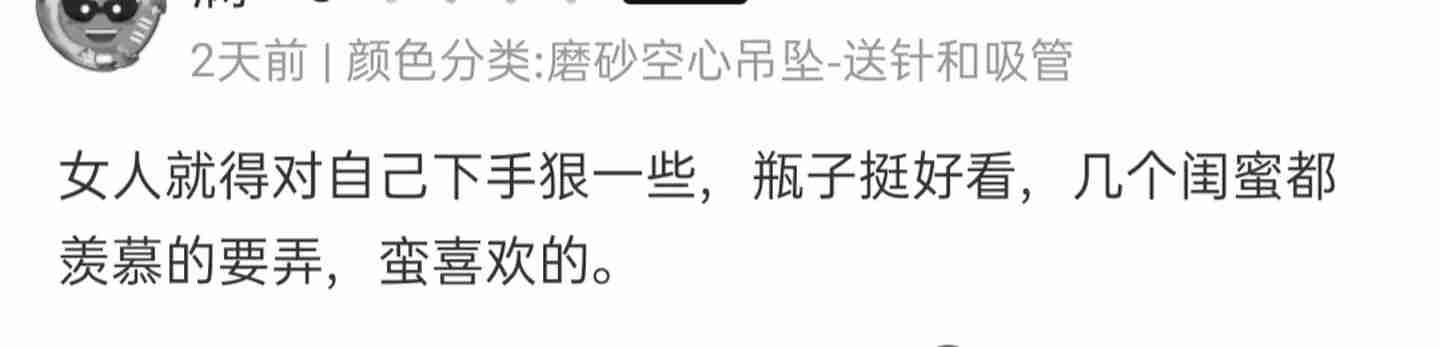 2天前 | 颜色分类:磨砂空心吊坠-送针和吸管
女人就得对自己下手狠一些，瓶子挺好看，几个闺蜜都
羡慕的要弄，蛮喜欢的。